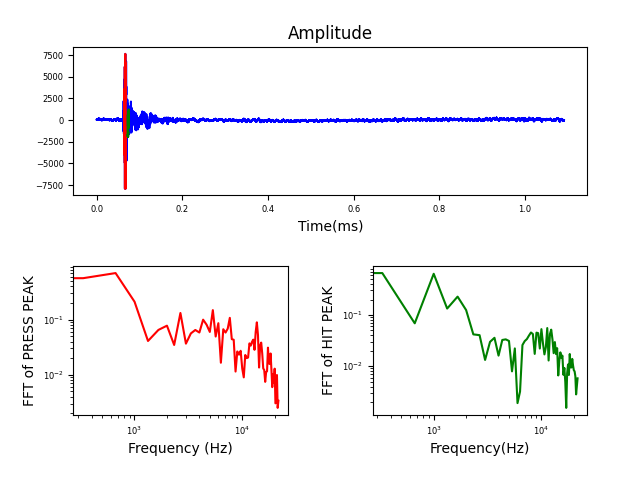 Amplitude
7500
5000
2500
0
−2500
−5000
−7500
0.0 0.2 0.4 0.6 0.8 1.0
Time(ms)
FFT of PRESS PEAK
10⁻¹
10⁻²
10³ 10⁴
Frequency (Hz)
FFT of HIT PEAK
10⁻¹
10⁻²
10³ 10⁴
Frequency(Hz)